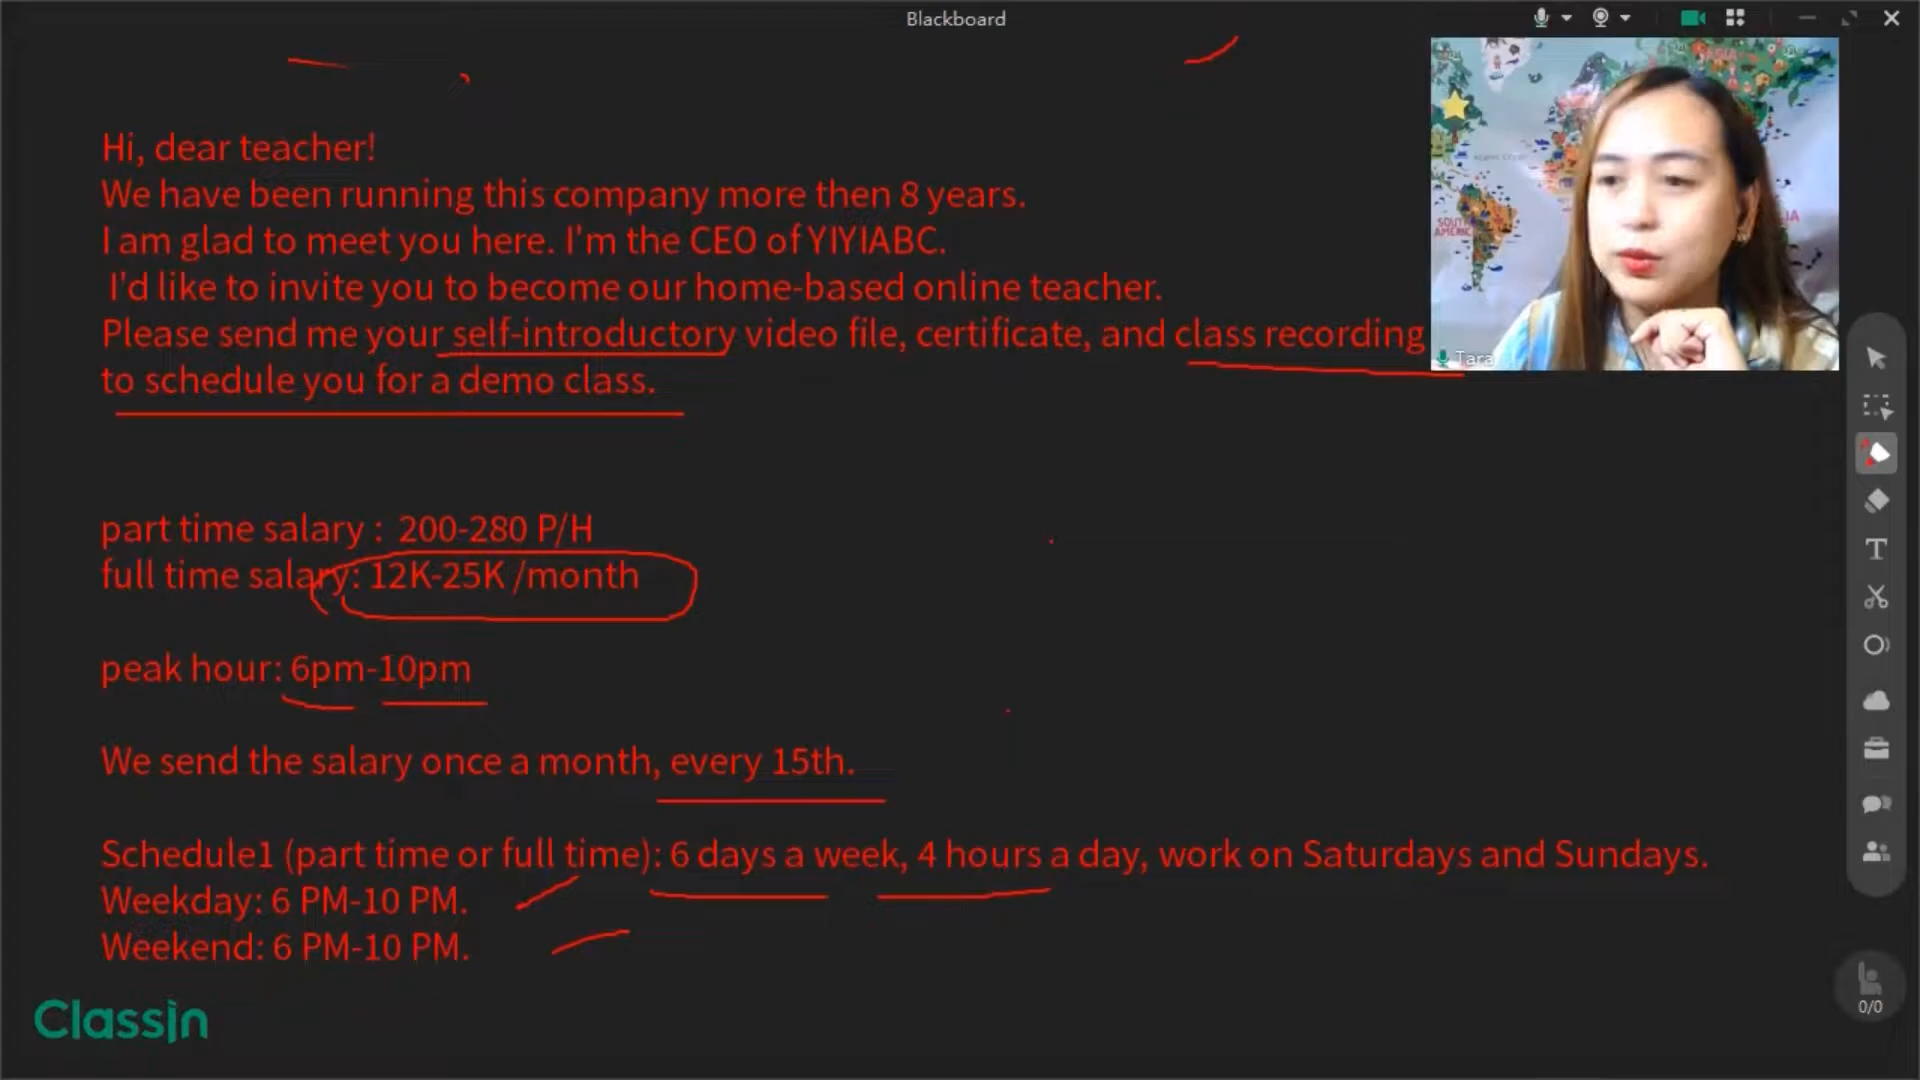 Blackboard
Hi, dear teacher!
We have been running this company more then 8 years.
I am glad to meet you here. I'm the CEO of YIYIABC.
I'd like to invite you to become our home-based online teacher.
Please send me your self-introductory video file, certificate, and class recording
to schedule you for a demo class.
Tara
part time salary : 200-280 P/H
full time salary: 12K-25K /month
peak hour: 6pm-10pm
We send the salary once a month, every 15th.
Schedule1 (part time or full time): 6 days a week, 4 hours a day, work on Saturdays and Sundays.
Weekday: 6 PM-10 PM.
Weekend: 6 PM-10 PM.
0/0
ClassIn